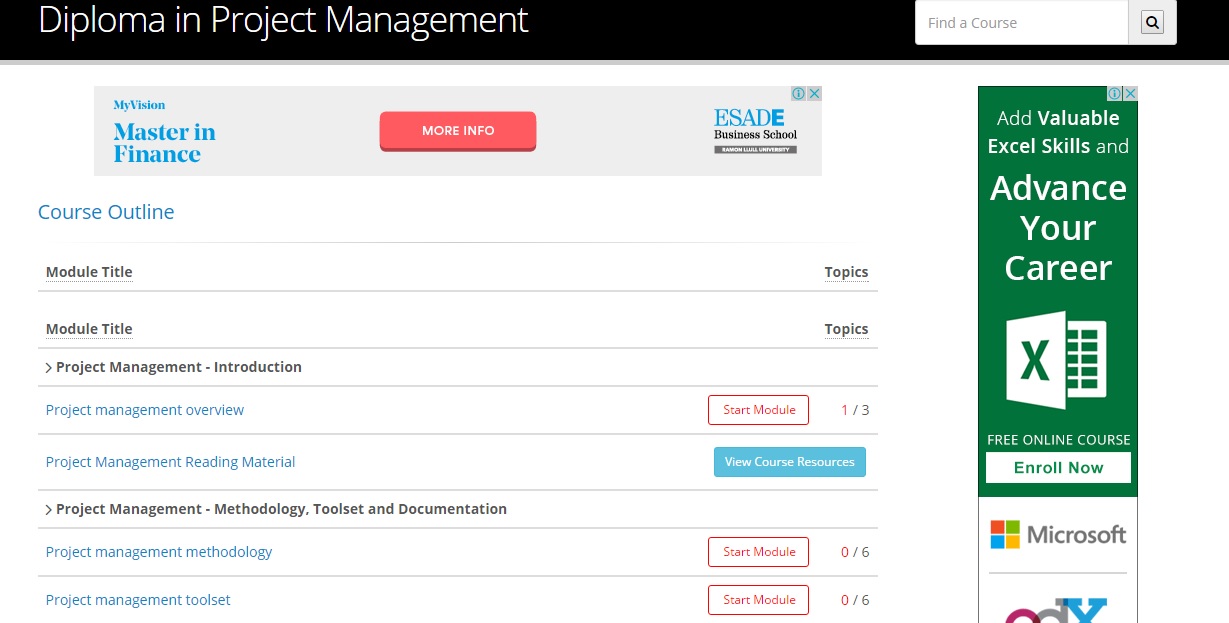 Diploma in Project Management
Find a Course
MyVision
Master in
Finance
MORE INFO
ESADE
Business School
RAMON LLULL UNIVERSITY
Course Outline
Module Title Topics
Module Title Topics
Project Management - Introduction
Project management overview Start Module 1 / 3
Project Management Reading Material View Course Resources
Project Management - Methodology, Toolset and Documentation
Project management methodology Start Module 0 / 6
Project management toolset Start Module 0 / 6
Add Valuable
Excel Skills and
Advance
Your
Career
X
FREE ONLINE COURSE
Enroll Now
Microsoft
edX